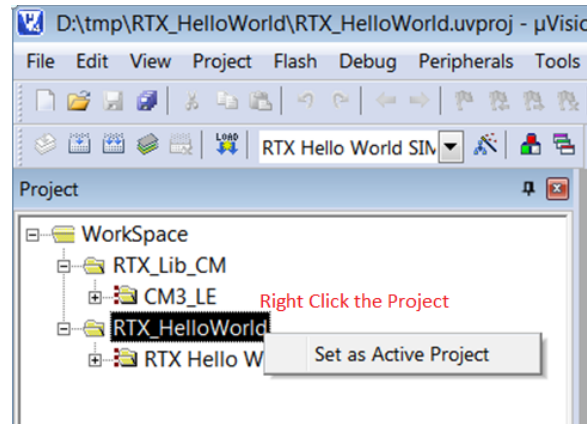 D:\tmp\RTX_HelloWorld\RTX_HelloWorld.uvproj - µVisio
File Edit View Project Flash Debug Peripherals Tools
LOAD
RTX Hello World SIM
Project
WorkSpace
RTX_Lib_CM
CM3_LE
Right Click the Project
RTX_HelloWorld
Set as Active Project
RTX Hello W